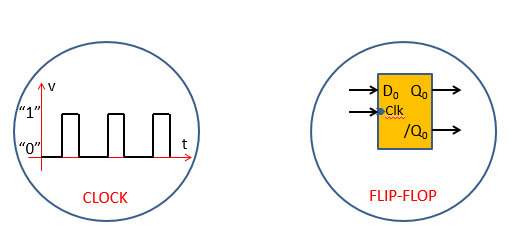 v
“1”
“0”
t
CLOCK
D₀ Q₀
Clk
/Q₀
FLIP-FLOP